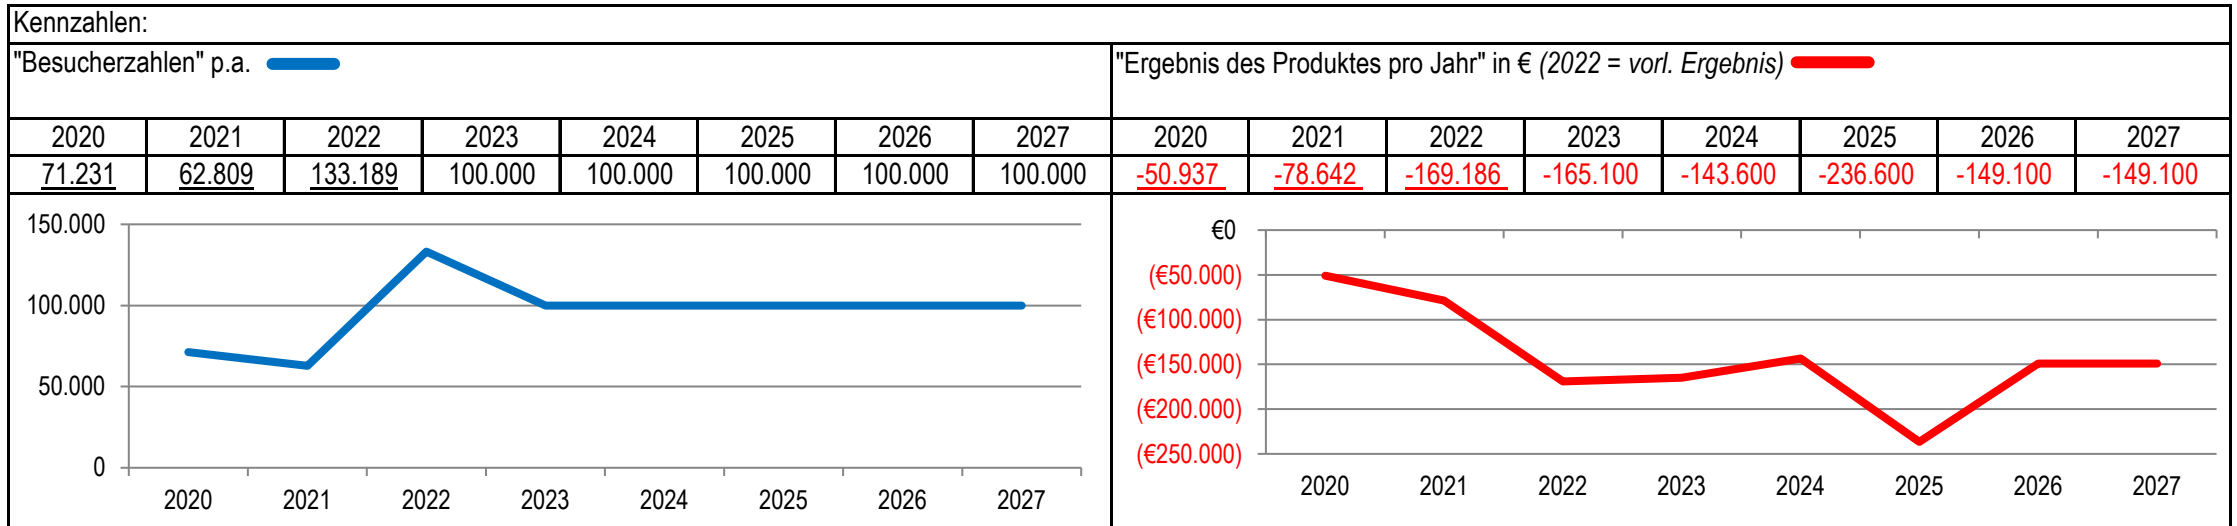 Kennzahlen:
"Besucherzahlen" p.a.
"Ergebnis des Produktes pro Jahr" in € (2022 = vorl. Ergebnis)
2020 2021 2022 2023 2024 2025 2026 2027 2020 2021 2022 2023 2024 2025 2026 2027
71.231 62.809 133.189 100.000 100.000 100.000 100.000 100.000 -50.937 -78.642 -169.186 -165.100 -143.600 -236.600 -149.100 -149.100
150.000
100.000
50.000
0
2020 2021 2022 2023 2024 2025 2026 2027
€0
(€50.000)
(€100.000)
(€150.000)
(€200.000)
(€250.000)
2020 2021 2022 2023 2024 2025 2026 2027